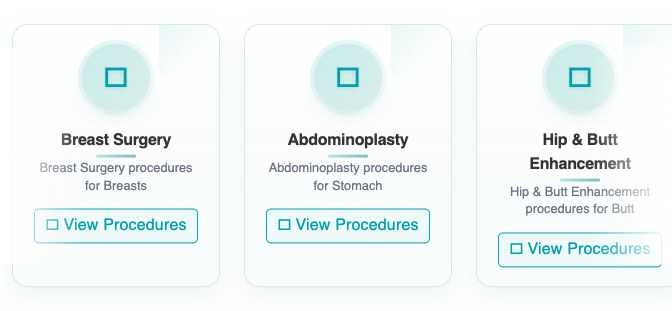 Breast Surgery
Breast Surgery procedures
for Breasts
View Procedures
Abdominoplasty
Abdominoplasty procedures
for Stomach
View Procedures
Hip & Butt
Enhancement
Hip & Butt Enhancement
procedures for Butt
View Procedures